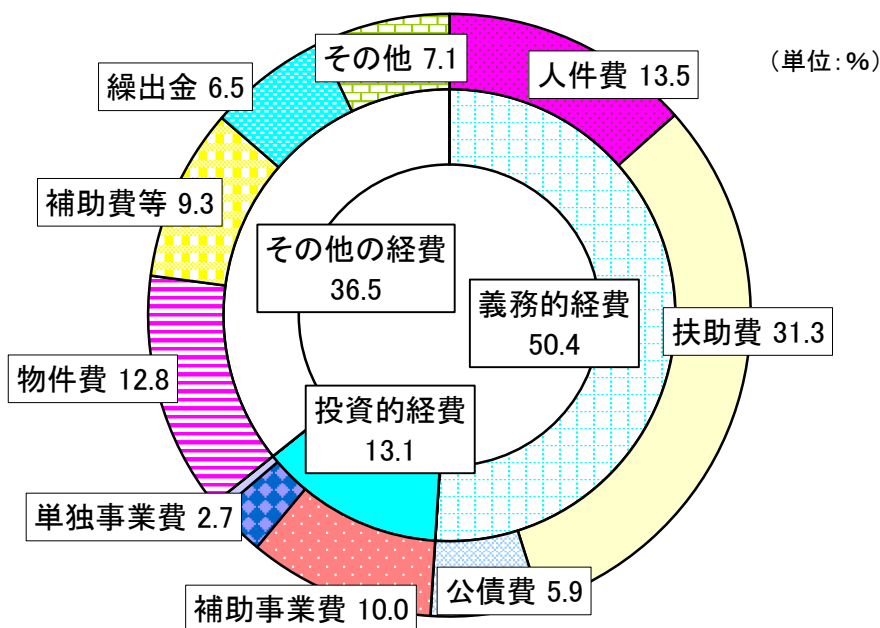 その他 7.1
人件費 13.5
(単位:%)
繰出金 6.5
補助費等 9.3
その他の経費
36.5
義務的経費
50.4
扶助費 31.3
物件費 12.8
投資的経費
13.1
単独事業費 2.7
補助事業費 10.0
公債費 5.9